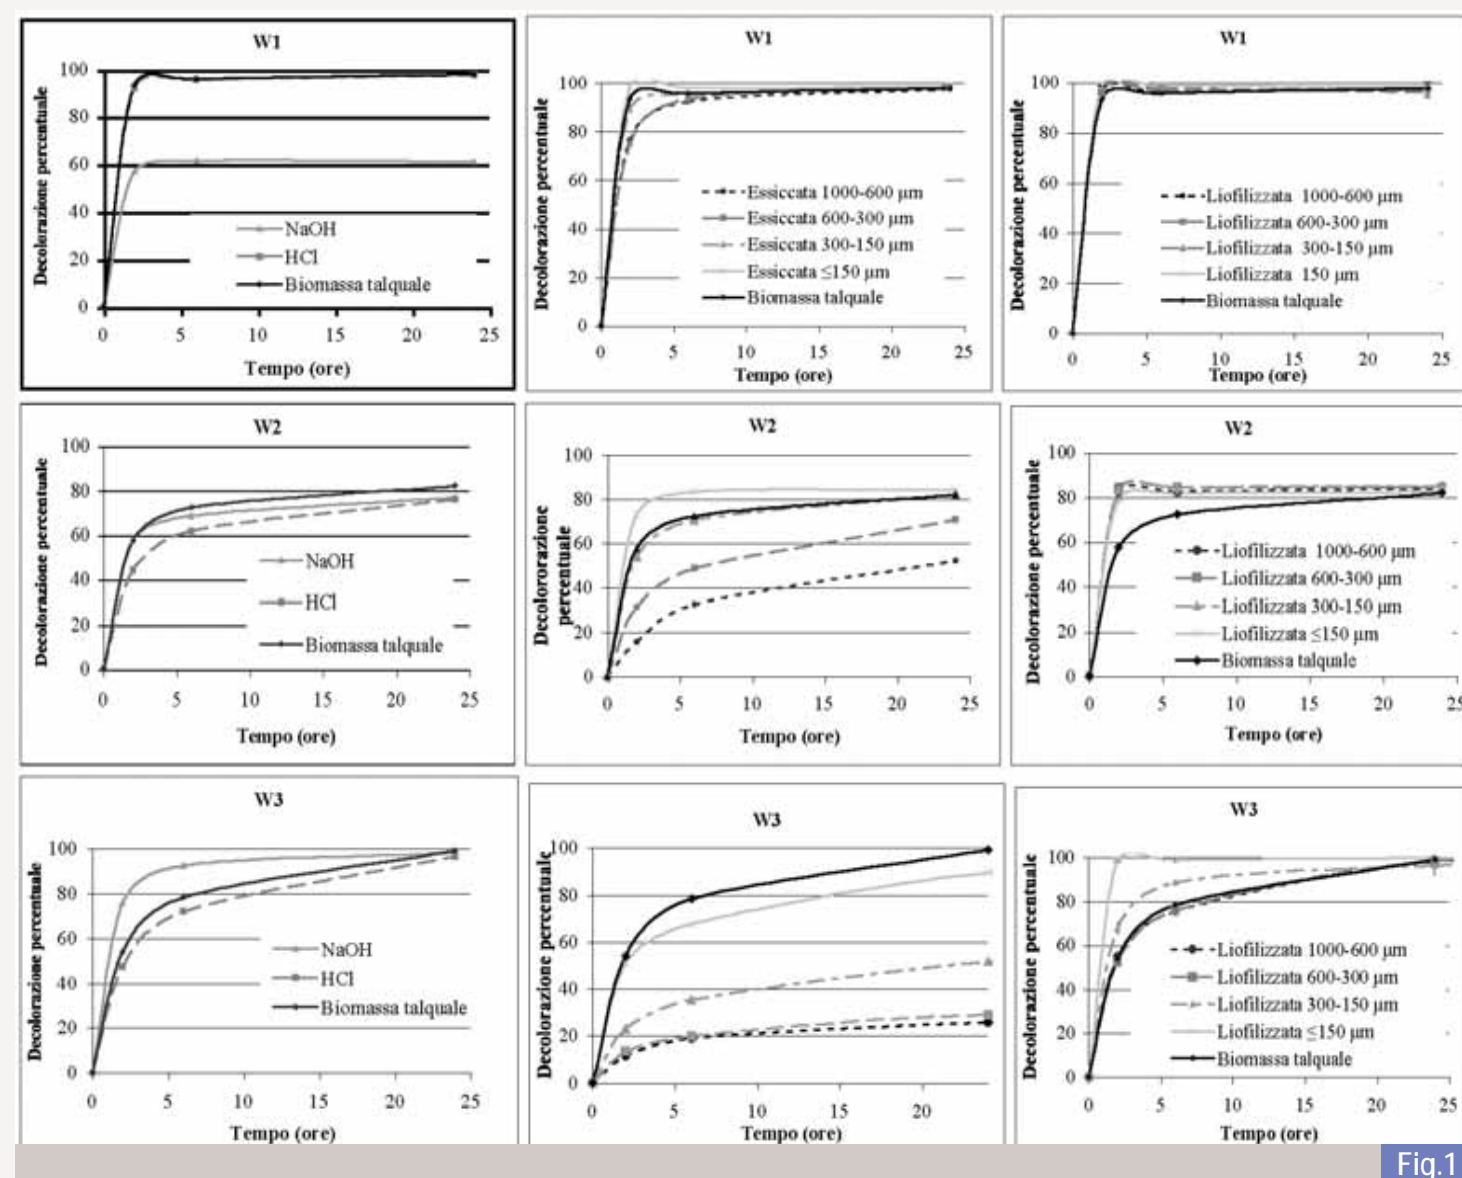 W1
Decolorazione percentuale
100
80
60
40
20
0
NaOH
HCl
Biomassa talquale
0 5 10 15 20 25
Tempo (ore)
W1
Decolorazione percentuale
100
80
60
40
20
0
Essiccata 1000-600 µm
Essiccata 600-300 µm
Essiccata 300-150 µm
Essiccata ≤150 µm
Biomassa talquale
0 5 10 15 20 25
Tempo (ore)
W1
Decolorazione percentuale
100
80
60
40
20
0
Liofilizzata 1000-600 µm
Liofilizzata 600-300 µm
Liofilizzata 300-150 µm
Liofilizzata 150 µm
Biomassa talquale
0 5 10 15 20 25
Tempo (ore)
W2
Decolorazione percentuale
100
80
60
40
20
0
NaOH
HCl
Biomassa talquale
0 5 10 15 20 25
Tempo (ore)
W2
Decolororazione
percentuale
100
80
60
40
20
0
0 5 10 15 20 25
Tempo (ore)
W2
Decolorazione percentuale
100
80
60
40
20
0
Liofilizzata 1000-600 µm
Liofilizzata 600-300 µm
Liofilizzata 300-150 µm
Liofilizzata ≤150 µm
Biomassa talquale
0 5 10 15 20 25
Tempo (ore)
W3
Decolorazione percentuale
100
80
60
40
20
0
NaOH
HCl
Biomassa talquale
0 5 10 15 20 25
Tempo (ore)
W3
Decolorazione percentuale
100
80
60
40
20
0
0 5 10 15 20
Tempo (ore)
W3
Decolorazione percentuale
100
80
60
40
20
0
Liofilizzata 1000-600 µm
Liofilizzata 600-300 µm
Liofilizzata 300-150 µm
Liofilizzata ≤150 µm
Biomassa talquale
0 5 10 15 20 25
Tempo (ore)
Fig.1